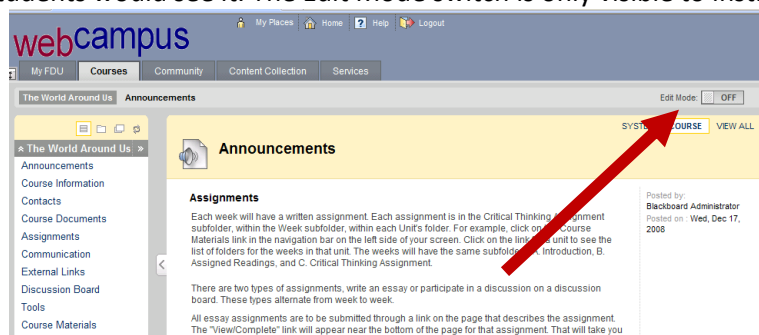 students would see it. The Edit Mode switch is only visible to inst
My Places Home Help Logout
webcampus
My FDU Courses Community Content Collection Services
The World Around Us Announcements Edit Mode: OFF
COURSE VIEW ALL
The World Around Us
Announcements
Announcements
Course Information
Contacts
Course Documents
Assignments
Communication
External Links
Discussion Board
Tools
Course Materials
Assignments
Each week will have a written assignment. Each assignment is in the Critical Thinking Assignment
subfolder, within the Week subfolder, within each Unit's folder. For example, click on Course
Materials link in the navigation bar on the left side of your screen. Click on the link unit to see the
list of folders for the weeks in that unit. The weeks will have the same subfolders Introduction, B.
Assigned Readings, and C. Critical Thinking Assignment.
There are two types of assignments, write an essay or participate in a discussion on a discussion
board. These types alternate from week to week.
All essay assignments are to be submitted through a link on the page that describes the assignment.
The "View/Complete" link will appear near the bottom of the page for that assignment. That will take you
Posted by:
Blackboard Administrator
Posted on : Wed, Dec 17,
2008